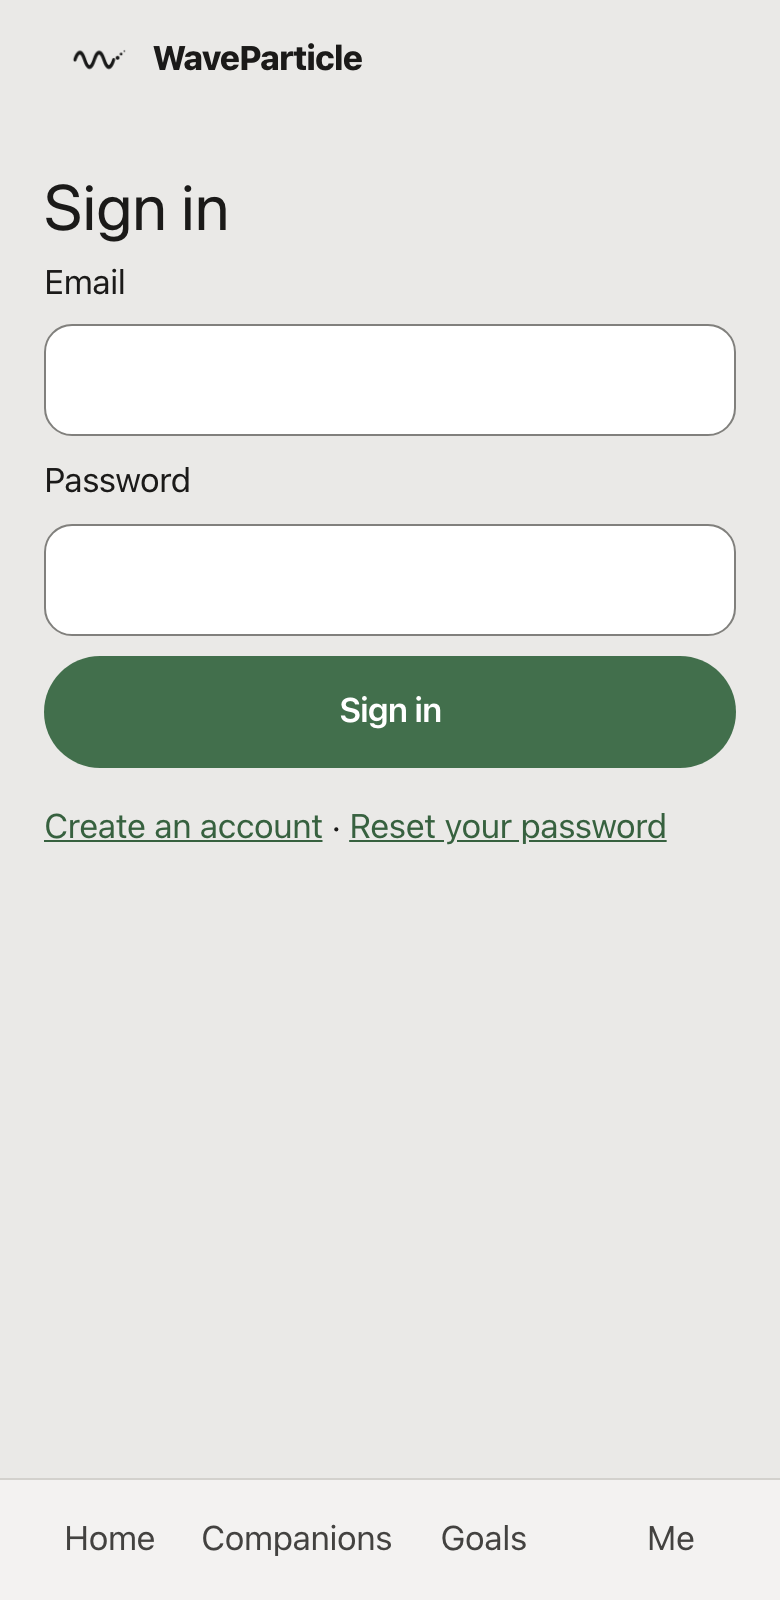 WaveParticle
Sign in
Email
Password
Sign in
Create an account · Reset your password
Home Companions Goals Me